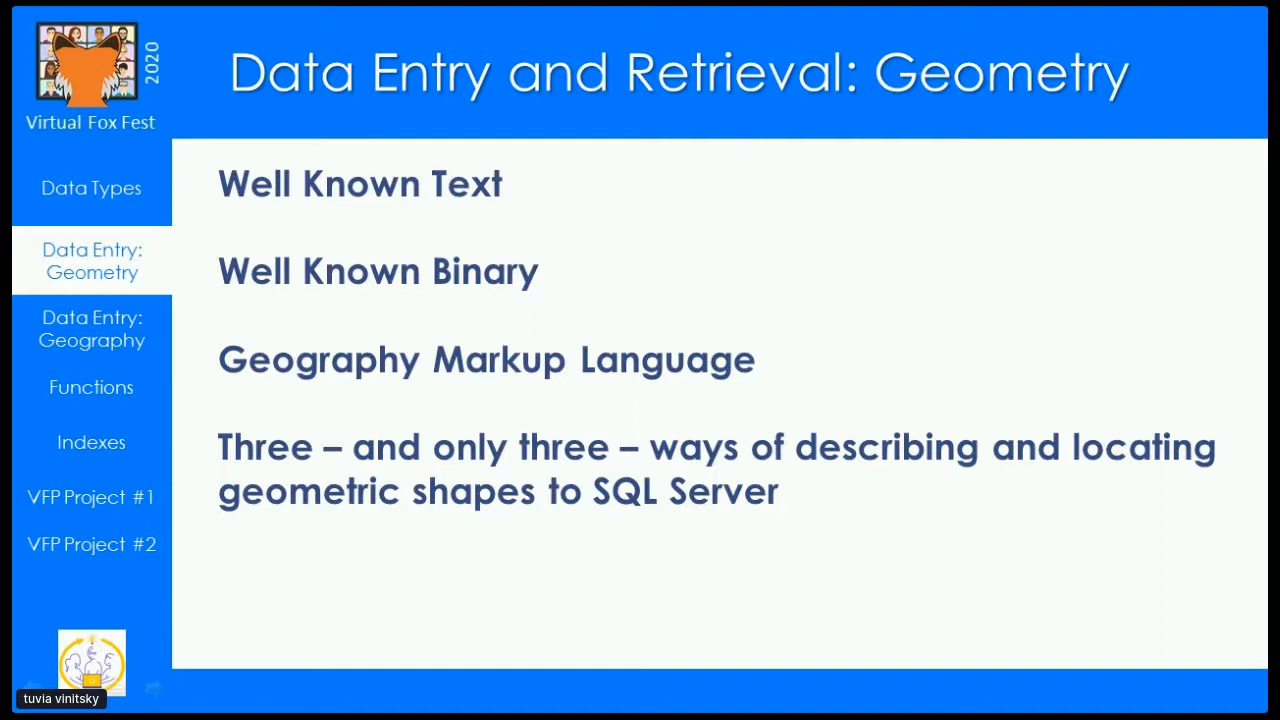 2020
Virtual Fox Fest
Data Entry and Retrieval: Geometry
Data Types
Data Entry:
Geometry
Data Entry:
Geography
Functions
Indexes
VFP Project #1
VFP Project #2
Well Known Text
Well Known Binary
Geography Markup Language
Three – and only three – ways of describing and locating
geometric shapes to SQL Server
tuvia vinitsky